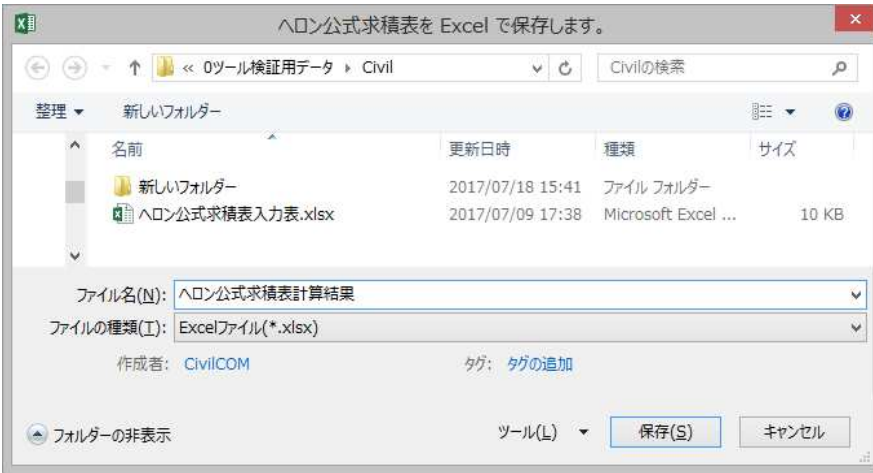 ヘロン公式求積表を Excel で保存します。
« 0ツール検証用データ Civil Civilの検索
整理 新しいフォルダー
名前 更新日時 種類 サイズ
新しいフォルダー 2017/07/18 15:41 ファイル フォルダー
ヘロン公式求積表入力表.xlsx 2017/07/09 17:38 Microsoft Excel ... 10 KB
ファイル名(N): ヘロン公式求積表計算結果
ファイルの種類(T): Excelファイル(*.xlsx)
作成者: CivilCOM タグ: タグの追加
フォルダーの非表示 ツール(L) 保存(S) キャンセル